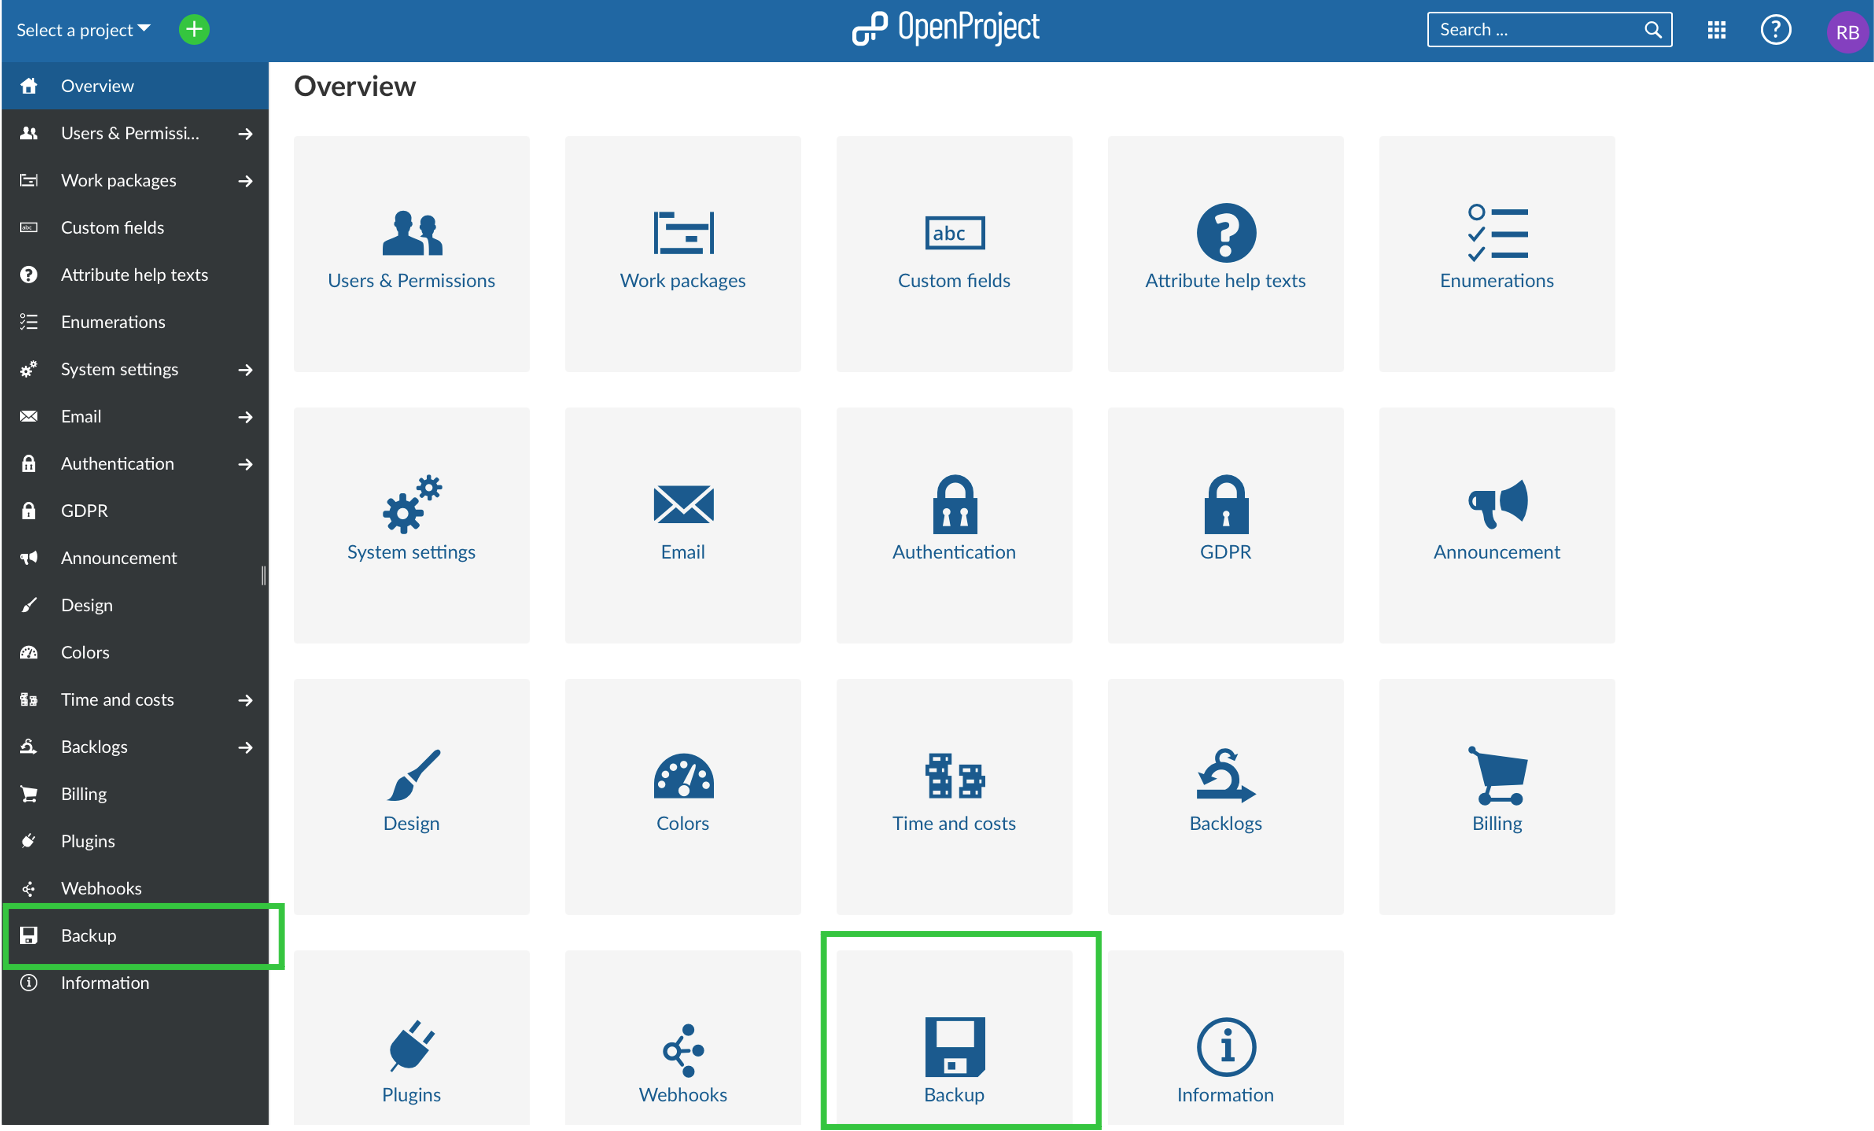 Select a project
OpenProject
Search ...
RB
Overview
Users & Permissi...
Work packages
Custom fields
Attribute help texts
Enumerations
System settings
Email
Authentication
GDPR
Announcement
Design
Colors
Time and costs
Backlogs
Billing
Plugins
Webhooks
Backup
Information
Overview
Users & Permissions
Work packages
abc
Custom fields
Attribute help texts
Enumerations
System settings
Email
Authentication
GDPR
Announcement
Design
Colors
Time and costs
Backlogs
Billing
Plugins
Webhooks
Backup
Information